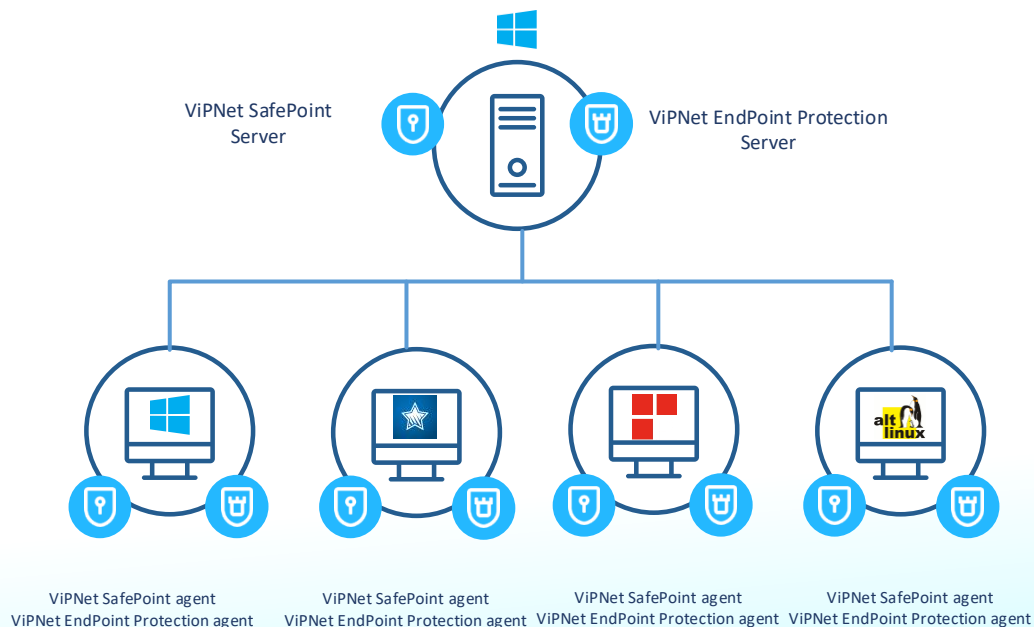 ViPNet SafePoint
Server
ViPNet EndPoint Protection
Server
alt
linux
ViPNet SafePoint agent
ViPNet EndPoint Protection agent
ViPNet SafePoint agent
ViPNet EndPoint Protection agent
ViPNet SafePoint agent
ViPNet EndPoint Protection agent
ViPNet SafePoint agent
ViPNet EndPoint Protection agent